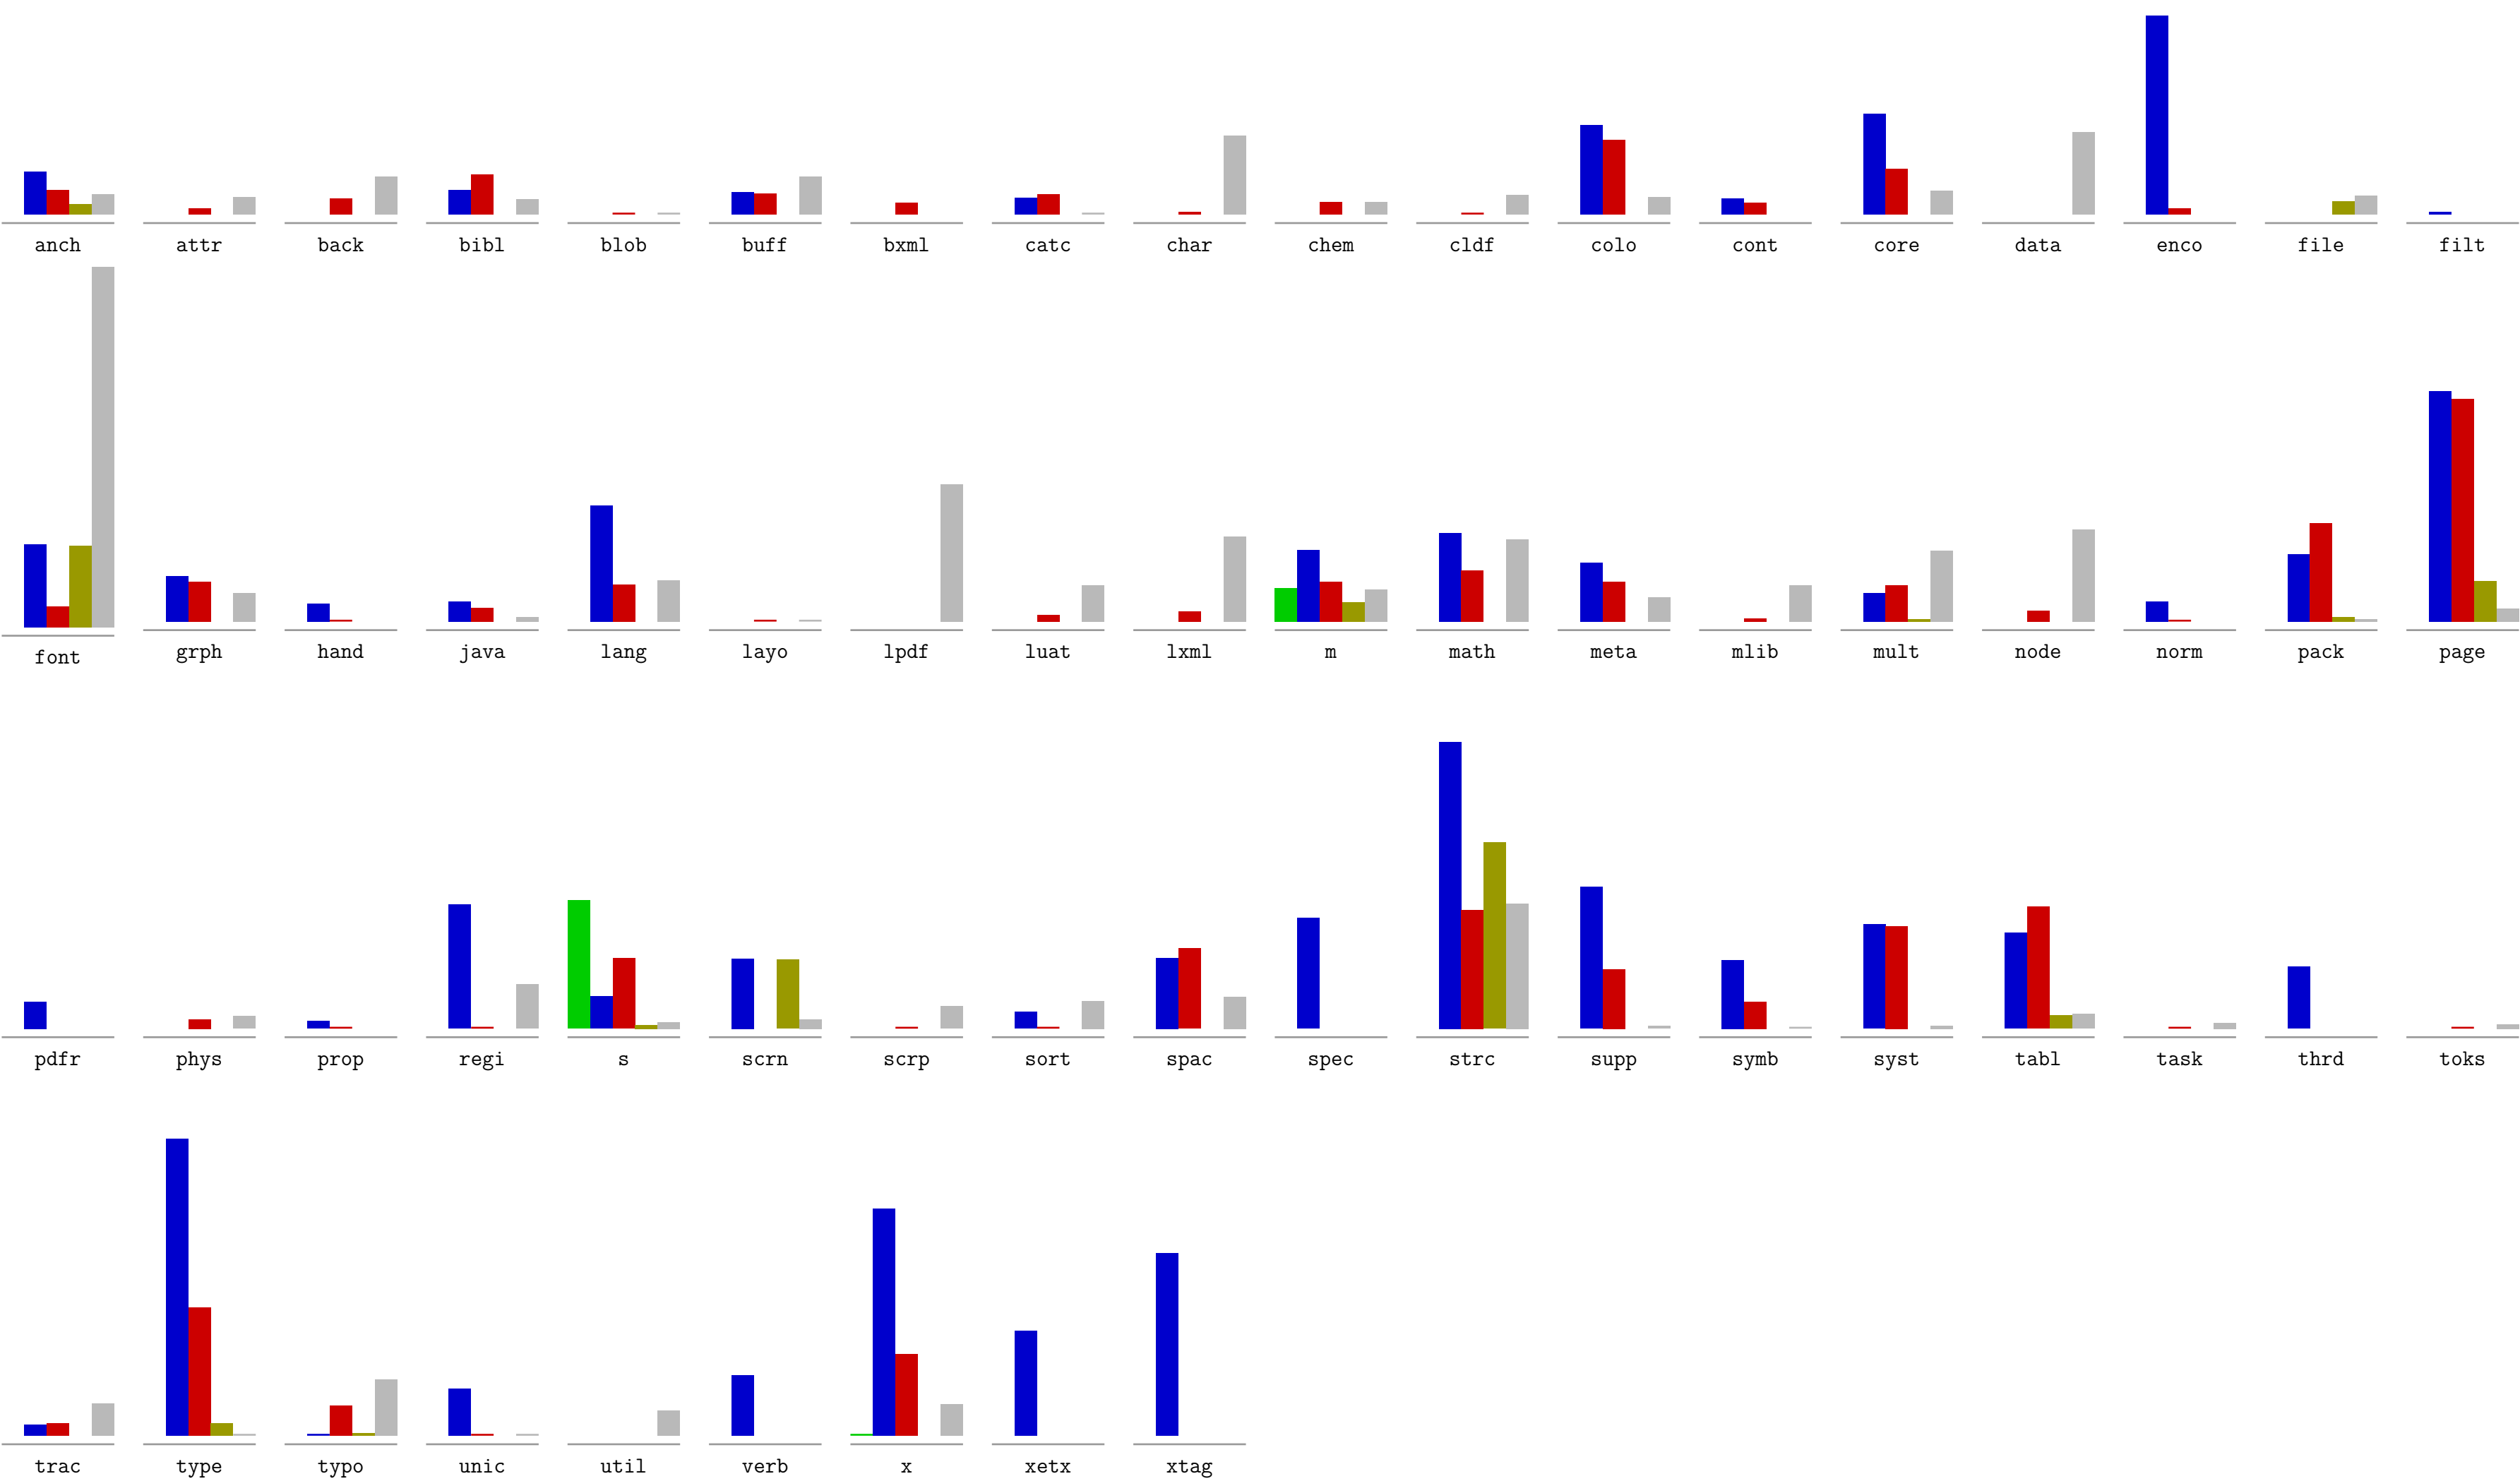 anch attr back bibl blob buff bxml catc char chem cldf colo cont core data enco file filt
font grph hand java lang layo lpdf luat lxml m math meta mlib mult node norm pack page
pdfr phys prop regi s scrn scrp sort spac spec strc supp symb syst tabl task thrd toks
trac type typo unic util verb x xetx xtag